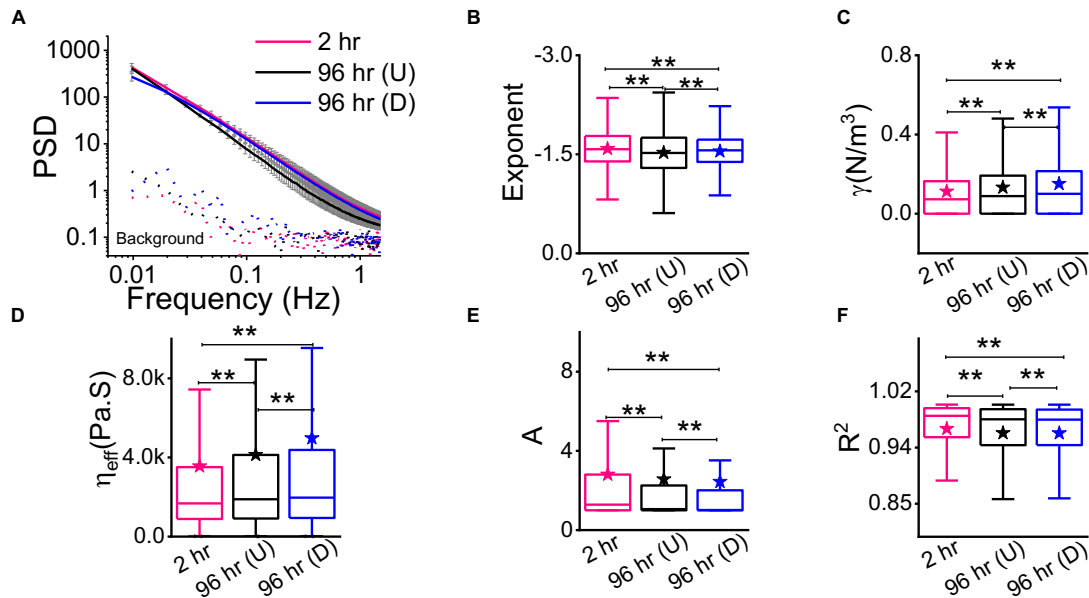 A
1000
100
10
1
0.1
PSD
2 hr
96 hr (U)
96 hr (D)
Background
0.01
0.1
1
Frequency (Hz)
B
-3.0
-1.5
0.0
Exponent
** ** **
2 hr
96 hr (U)
96 hr (D)
C
0.8
0.4
0.0
γ(N/m³)
** ** **
2 hr
96 hr (U)
96 hr (D)
D
8.0k
4.0k
0.0
ηeff(Pa.S)
** ** **
2 hr
96 hr (U)
96 hr (D)
E
8
4
0
A
** ** **
2 hr
96 hr (U)
96 hr (D)
F
1.02
0.94
0.85
R²
** ** **
2 hr
96 hr (U)
96 hr (D)